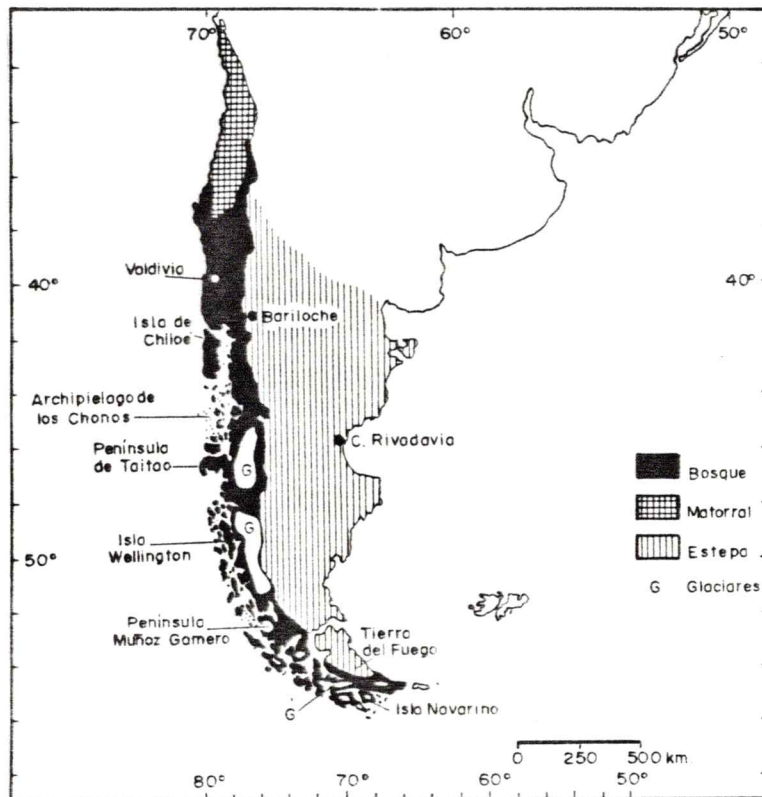 70°
60°
50°
Valdivia
40°
40°
Bariloche
Isla de
Chiloe
Archipielago de
los Chonos
C. Rivadavia
Península
de Taitao
G
Bosque
Matorral
G
Isla
Wellington
50°
Estepa
G Glaciares
Península
Muñoz Gamero
Tierra
del Fuego
G
Isla Navarino
0 250 500 km.
80° 70° 60° 50°